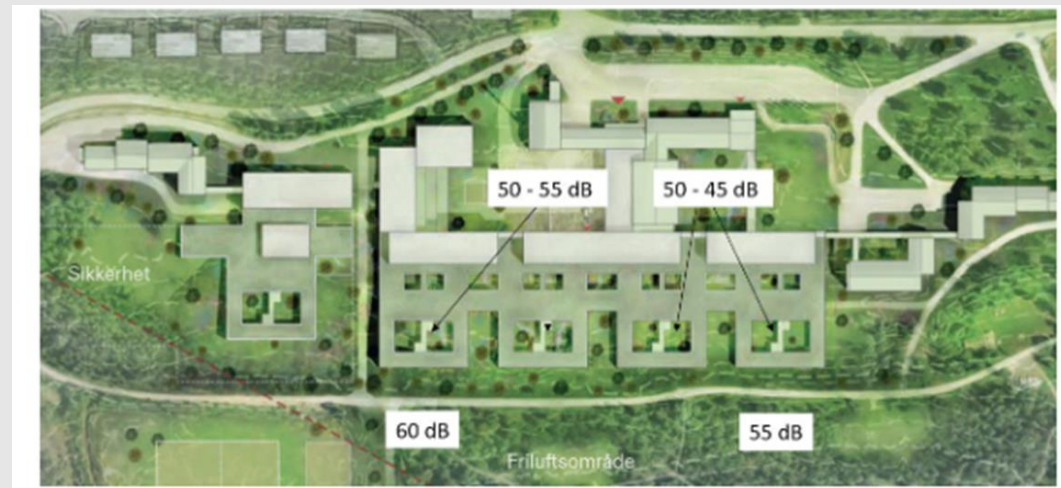 50 - 55 dB
50 - 45 dB
Sikkerhet
60 dB
55 dB
Friluftsområde